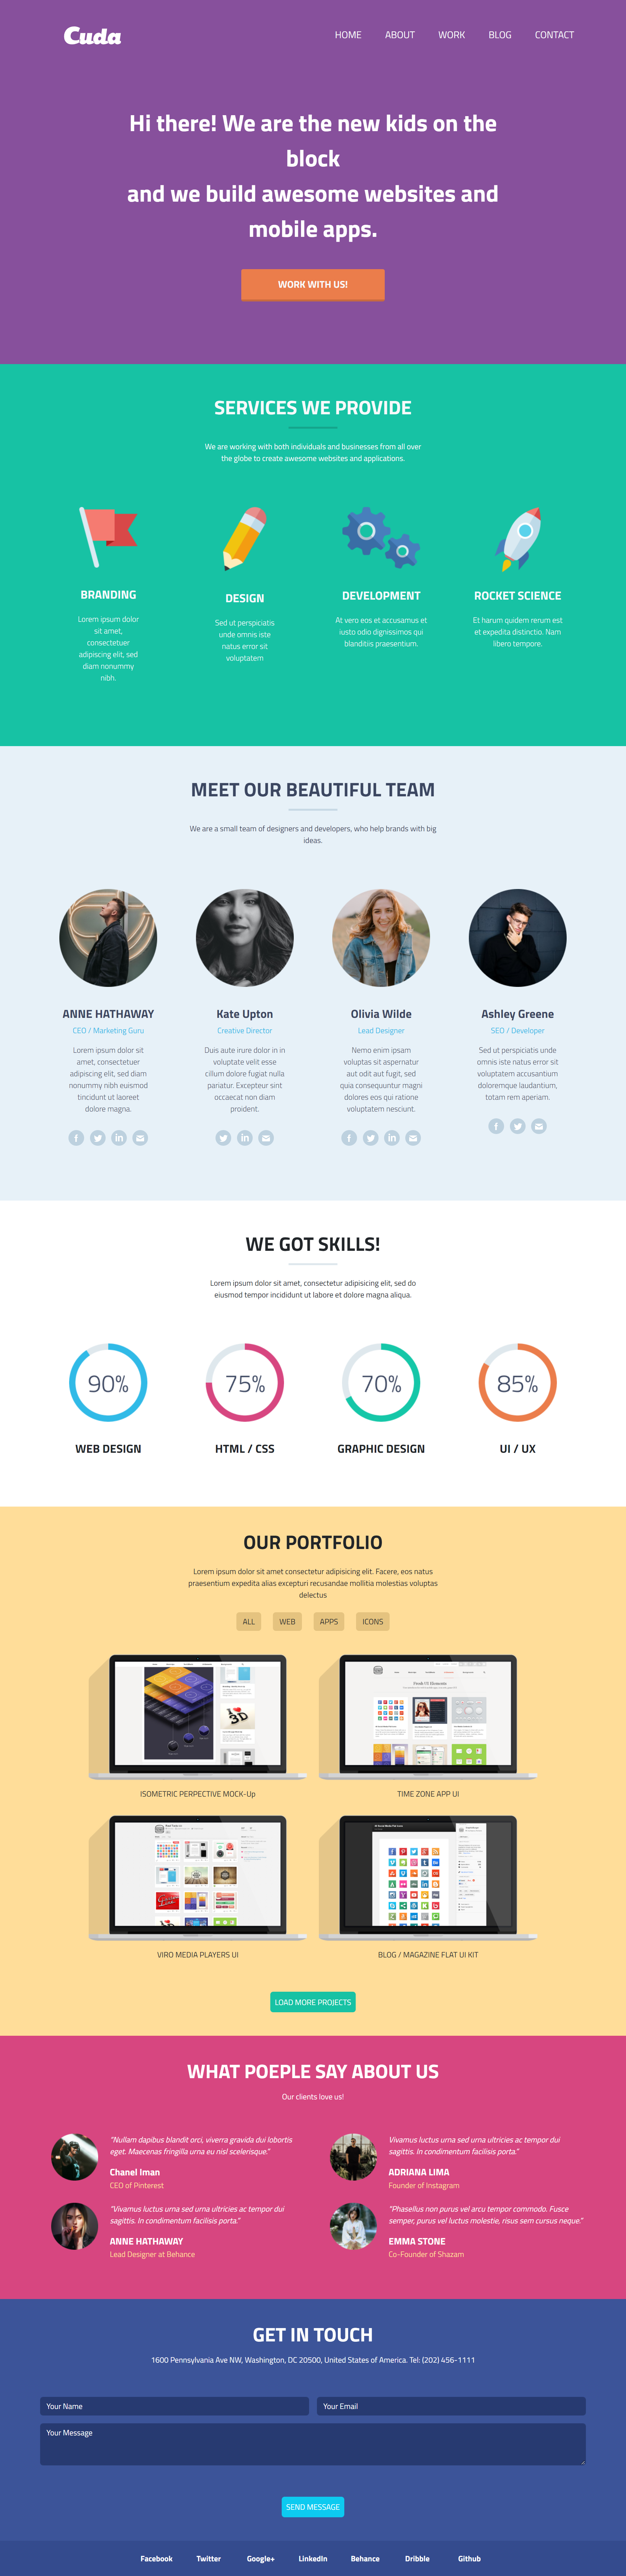 Cuda
HOME ABOUT WORK BLOG CONTACT
Hi there! We are the new kids on the
block
and we build awesome websites and
mobile apps.
WORK WITH US!
SERVICES WE PROVIDE
We are working with both individuals and businesses from all over
the globe to create awesome websites and applications.
BRANDING
Lorem ipsum dolor
sit amet,
consectetuer
adipiscing elit, sed
diam nonummy
nibh.
DESIGN
Sed ut perspiciatis
unde omnis iste
natus error sit
voluptatem
DEVELOPMENT
At vero eos et accusamus et
iusto odio dignissimos qui
blanditiis praesentium.
ROCKET SCIENCE
Et harum quidem rerum est
et expedita distinctio. Nam
libero tempore.
MEET OUR BEAUTIFUL TEAM
We are a small team of designers and developers, who help brands with big
ideas.
ANNE HATHAWAY
CEO / Marketing Guru
Lorem ipsum dolor sit
amet, consectetuer
adipiscing elit, sed diam
nonummy nibh euismod
tincidunt ut laoreet
dolore magna.
Kate Upton
Creative Director
Duis aute irure dolor in in
voluptate velit esse
cillum dolore fugiat nulla
pariatur. Excepteur sint
occaecat non diam
proident.
Olivia Wilde
Lead Designer
Nemo enim ipsam
voluptas sit aspernatur
aut odit aut fugit, sed
quia consequuntur magni
dolores eos qui ratione
voluptatem nesciunt.
Ashley Greene
SEO / Developer
Sed ut perspiciatis unde
omnis iste natus error sit
voluptatem accusantium
doloremque laudantium,
totam rem aperiam.
WE GOT SKILLS!
Lorem ipsum dolor sit amet, consectetur adipisicing elit, sed do
eiusmod tempor incididunt ut labore et dolore magna aliqua.
90% 75% 70% 85%
WEB DESIGN HTML / CSS GRAPHIC DESIGN UI / UX
OUR PORTFOLIO
Lorem ipsum dolor sit amet consectetur adipisicing elit. Facere, eos natus
praesentium expedita alias excepturi recusandae mollitia molestias voluptas
delectus
ALL WEB APPS ICONS
I
3D
Fresh UI Elements
ISOMETRIC PERPECTIVE MOCK-Up
TIME ZONE APP UI
VIRO MEDIA PLAYERS UI
BLOG / MAGAZINE FLAT UI KIT
LOAD MORE PROJECTS
WHAT POEPLE SAY ABOUT US
Our clients love us!
"Nullam dapibus blandit orci, viverra gravida dui lobortis
eget. Maecenas fringilla urna eu nisl scelerisque."
Chanel Iman
CEO of Pinterest
Vivamus luctus urna sed urna ultricies ac tempor dui
sagittis. In condimentum facilisis porta."
ADRIANA LIMA
Founder of Instagram
"Vivamus luctus urna sed urna ultricies ac tempor dui
sagittis. In condimentum facilisis porta."
ANNE HATHAWAY
Lead Designer at Behance
"Phasellus non purus vel arcu tempor commodo. Fusce
semper, purus vel luctus molestie, risus sem cursus neque."
EMMA STONE
Co-Founder of Shazam
GET IN TOUCH
1600 Pennsylvania Ave NW, Washington, DC 20500, United States of America. Tel: (202) 456-1111
Your Name
Your Email
Your Message
SEND MESSAGE
Facebook Twitter Google+ LinkedIn Behance Dribble Github